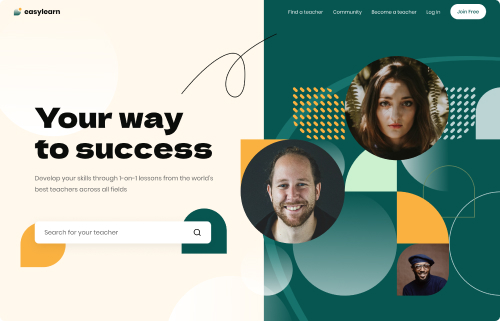 easylearn
Find a teacher Community Become a teacher Log in Join Free
Your way
to success
Develop your skills through 1-on-1 lessons from the world's
best teachers across all fields
Search for your teacher